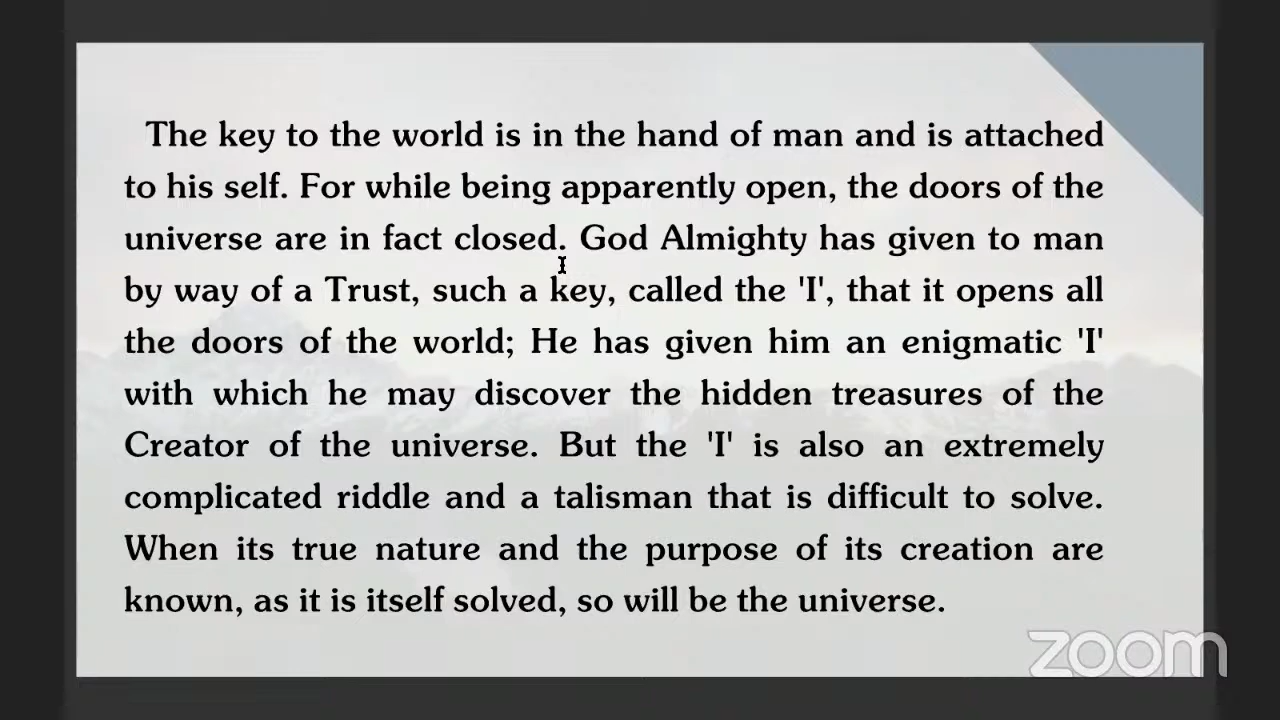 The key to the world is in the hand of man and is attached
to his self. For while being apparently open, the doors of the
universe are in fact closed. God Almighty has given to man
by way of a Trust, such a key, called the 'I', that it opens all
the doors of the world; He has given him an enigmatic 'I'
with which he may discover the hidden treasures of the
Creator of the universe. But the 'I' is also an extremely
complicated riddle and a talisman that is difficult to solve.
When its true nature and the purpose of its creation are
known, as it is itself solved, so will be the universe.
zoom